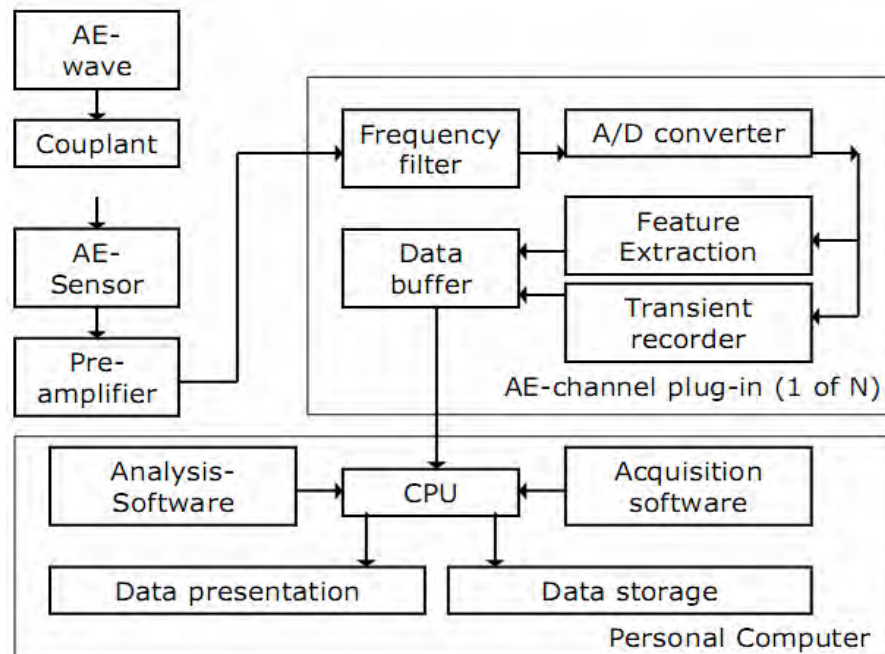 AE-
wave
Couplant
AE-
Sensor
Pre-
amplifier
Frequency
filter
A/D converter
Feature
Extraction
Data
buffer
Transient
recorder
AE-channel plug-in (1 of N)
Analysis-
Software
CPU
Acquisition
software
Data presentation
Data storage
Personal Computer